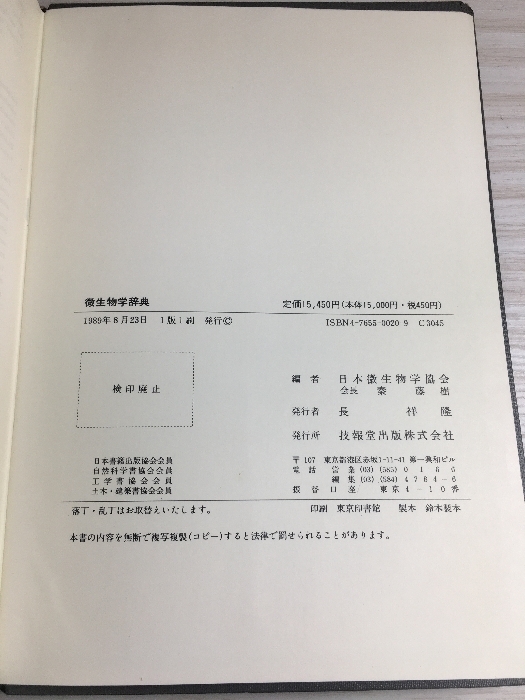 微生物学辞典
定価15,450円(本体15,000円・税450円)
1989年8月23日 1版1刷 発行©
ISBN4-7655-0020-9 C3045
検印廃止
編者 日本微生物学協会
会長 秦藤樹
発行者 長祥隆
発行所 技報堂出版株式会社
日本書籍出版協会会員
自然科学書協会会員
工学書協会会員
土木・建築書協会会員
〒107 東京都港区赤坂1-11-41 第一興和ビル
電話 営業 (03) (585) 0166
編集 (03) (584) 4784-6
振替口座 東京4-10番
落丁・乱丁はお取替えいたします。
印刷 東京印書館 製本 鈴木製本
本書の内容を無断で複写複製(コピー)すると法律で罰せられることがあります。